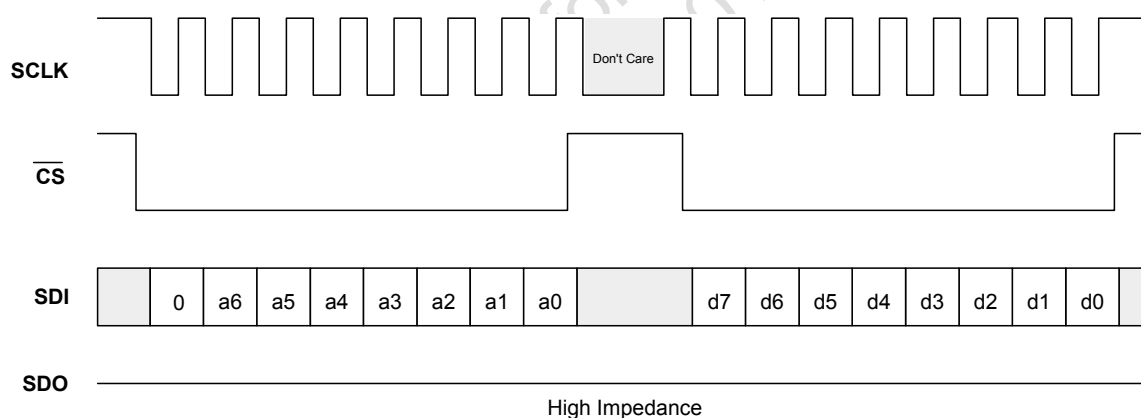 SCLK
Don't Care
CS
SDI 0 a6 a5 a4 a3 a2 a1 a0 d7 d6 d5 d4 d3 d2 d1 d0
SDO
High Impedance